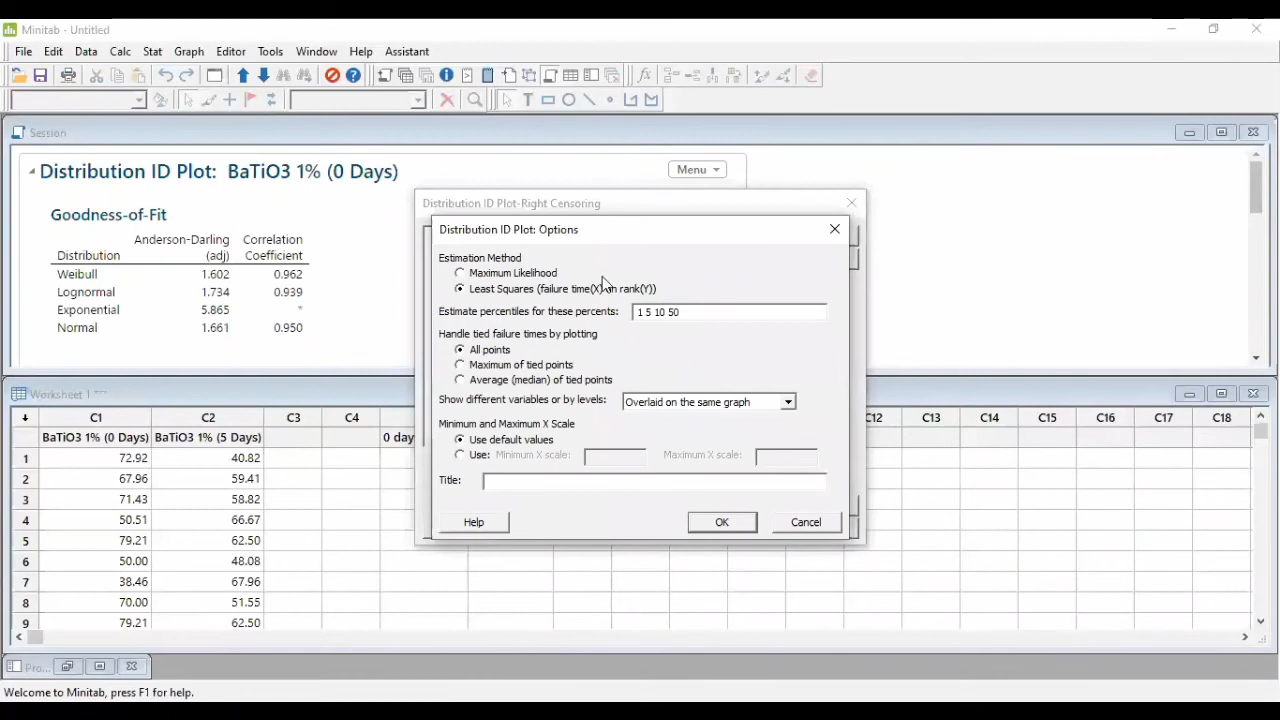 Minitab - Untitled
File Edit Data Calc Stat Graph Editor Tools Window Help Assistant
Session
Distribution ID Plot: BaTiO3 1% (0 Days)
Menu
Goodness-of-Fit
Anderson-Darling Correlation
Distribution (adj) Coefficient
Weibull 1.602 0.962
Lognormal 1.734 0.939
Exponential 5.865 *
Normal 1.661 0.950
Distribution ID Plot-Right Censoring
Distribution ID Plot: Options
Estimation Method
Maximum Likelihood
Least Squares (failure time(X) on rank(Y))
Estimate percentiles for these percents: 1 5 10 50
Handle tied failure times by plotting
All points
Maximum of tied points
Average (median) of tied points
Show different variables or by levels: Overlaid on the same graph
Minimum and Maximum X Scale
Use default values
Use: Minimum X scale: Maximum X scale:
Title:
Help OK Cancel
Worksheet 1 ***
C1 C2 C3 C4 C12 C13 C14 C15 C16 C17 C18
BaTiO3 1% (0 Days) BaTiO3 1% (5 Days) 0 day
1 72.92 40.82
2 67.96 59.41
3 71.43 58.82
4 50.51 66.67
5 79.21 62.50
6 50.00 48.08
7 38.46 67.96
8 70.00 51.55
9 79.21 62.50
Pro...
Welcome to Minitab, press F1 for help.